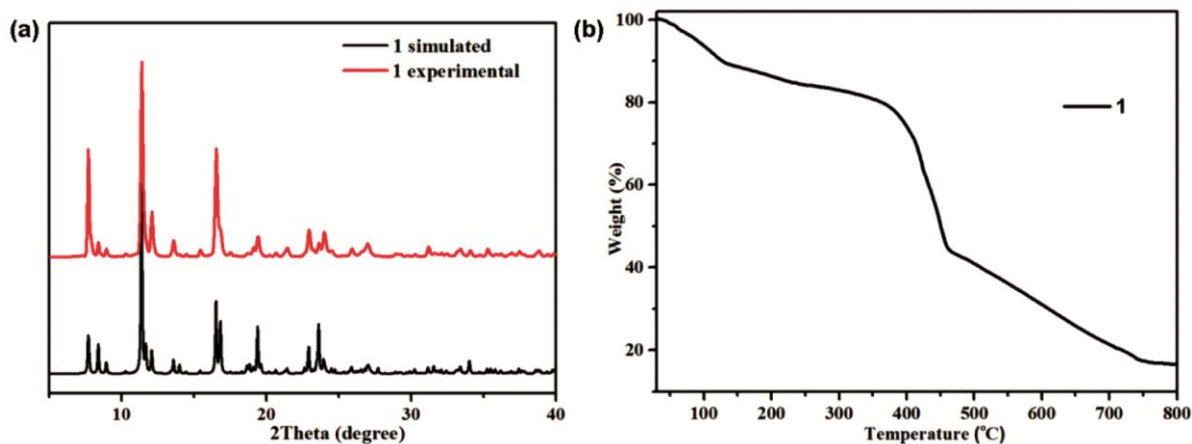 (a)
1 simulated
1 experimental
10
20
30
40
2Theta (degree)
(b)
100
80
60
40
20
Weight (%)
1
100
200
300
400
500
600
700
800
Temperature (°C)